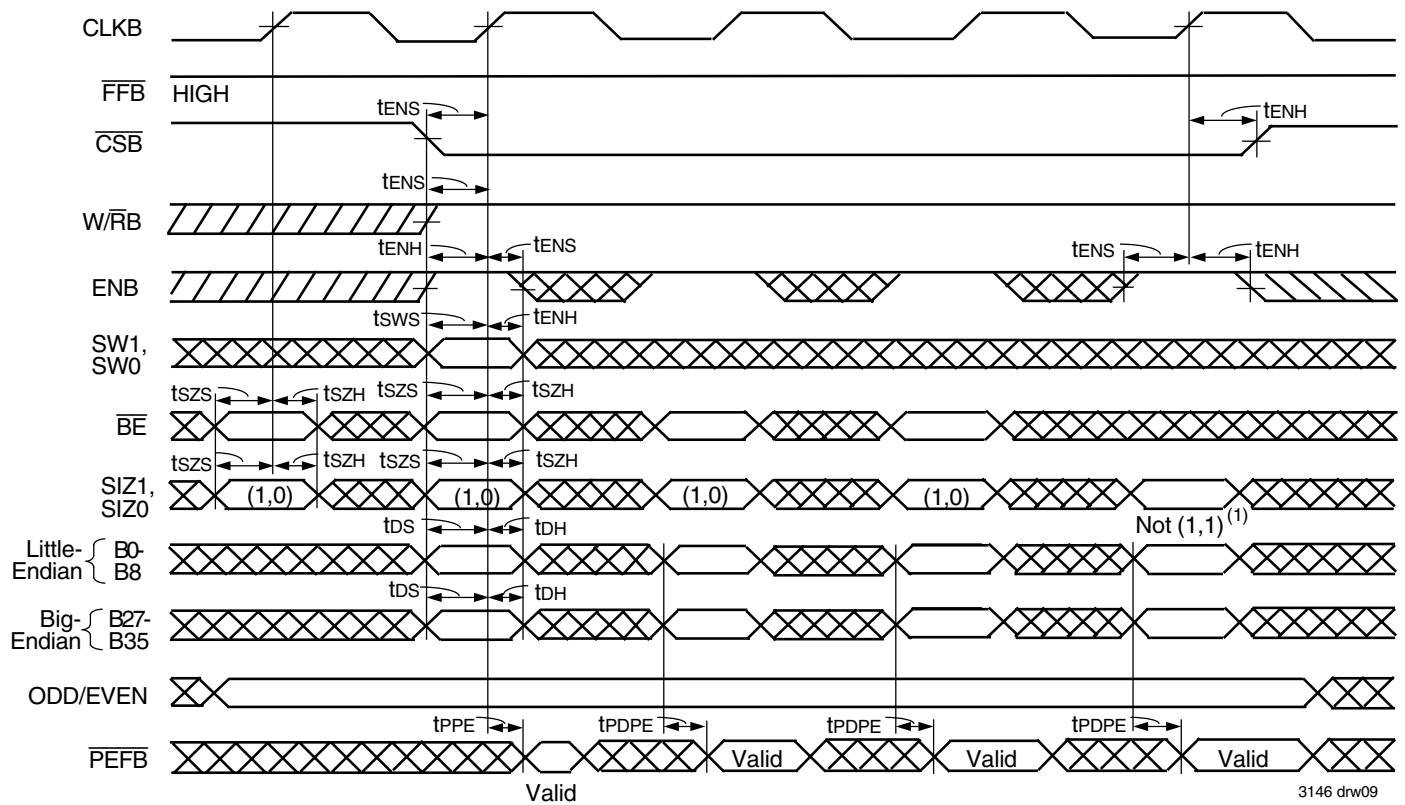 CLKB
FFB HIGH
tENS
tENH
CSB
tENS
W/RB
tENH tENS tENS tENH
ENB
tSWS tENH
SW1,
SW0
tSZS tSZH tSZS tSZH
BE
tSZS tSZH tSZS tSZH
SIZ1,
SIZ0
(1,0) (1,0) (1,0) (1,0)
Not (1,1) (1)
tDS tDH
Little-Endian { B0-B8
tDS tDH
Big-Endian { B27-B35
ODD/EVEN
tPPE tPDPE tPDPE tPDPE
PEFB
Valid Valid Valid
Valid
3146 drw09